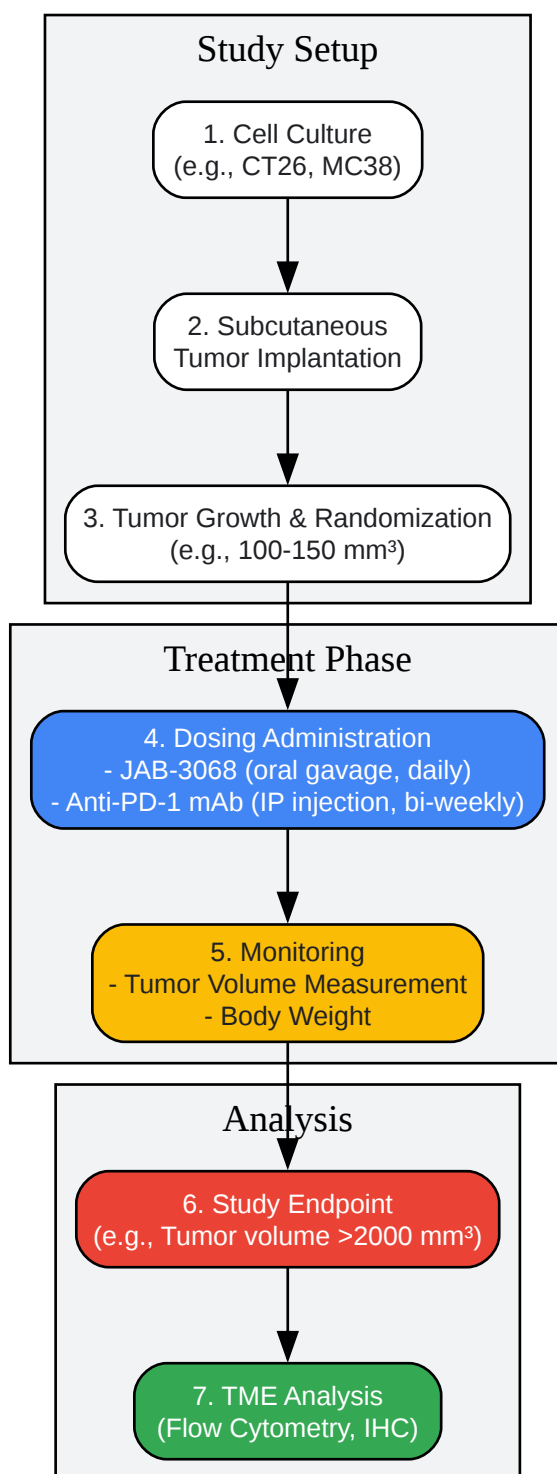 Study Setup
1. Cell Culture
(e.g., CT26, MC38)
2. Subcutaneous
Tumor Implantation
3. Tumor Growth & Randomization
(e.g., 100-150 mm³)
Treatment Phase
4. Dosing Administration
- JAB-3068 (oral gavage, daily)
- Anti-PD-1 mAb (IP injection, bi-weekly)
5. Monitoring
- Tumor Volume Measurement
- Body Weight
Analysis
6. Study Endpoint
(e.g., Tumor volume >2000 mm³)
7. TME Analysis
(Flow Cytometry, IHC)